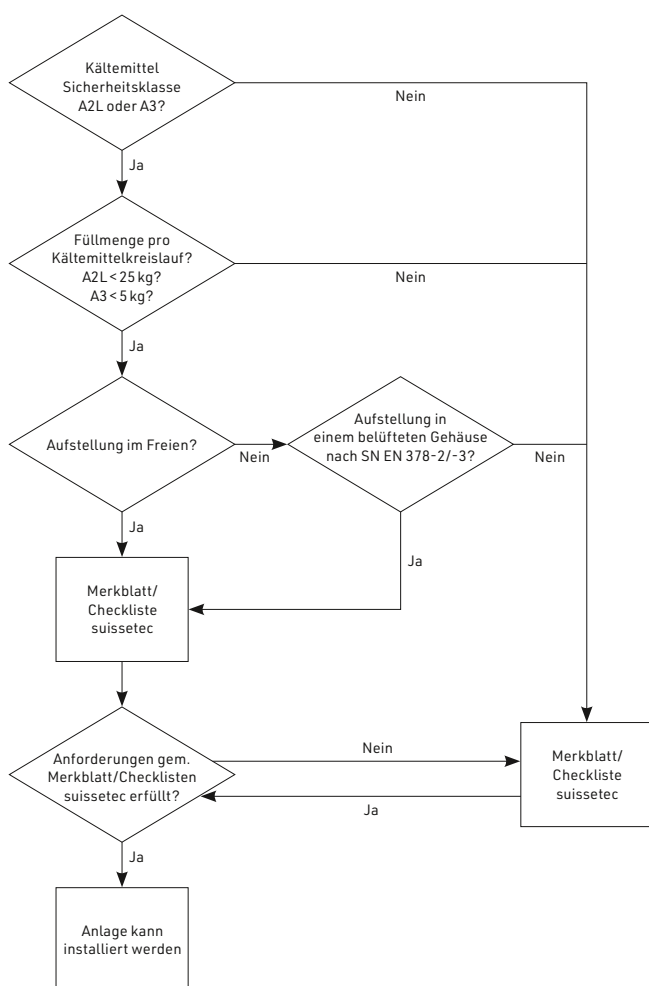 Kältemittel
Sicherheitsklasse
A2L oder A3?
Nein
Ja
Füllmenge pro
Kältemittelkreislauf?
A2L < 25 kg?
A3 < 5 kg?
Nein
Ja
Aufstellung im Freien?
Nein
Aufstellung in
einem belüfteten Gehäuse
nach SN EN 378-2/-3?
Nein
Ja
Ja
Merkblatt/
Checkliste
suissetec
Anforderungen gem.
Merkblatt/Checklisten
suissetec erfüllt?
Nein
Ja
Merkblatt/
Checkliste
suissetec
Ja
Anlage kann
installiert werden